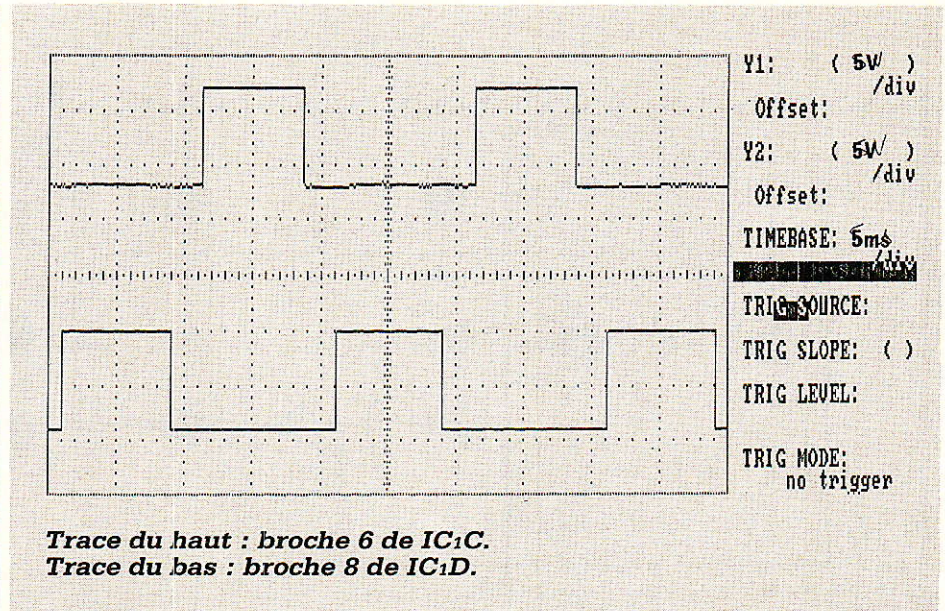 Y1: ( 5V )
/div
Offset:
Y2: ( 5V )
/div
Offset:
TIMEBASE: 5ms
/div
TRIG SOURCE:
TRIG SLOPE: ( )
TRIG LEVEL:
TRIG MODE:
no trigger
Trace du haut : broche 6 de IC1C.
Trace du bas : broche 8 de IC1D.